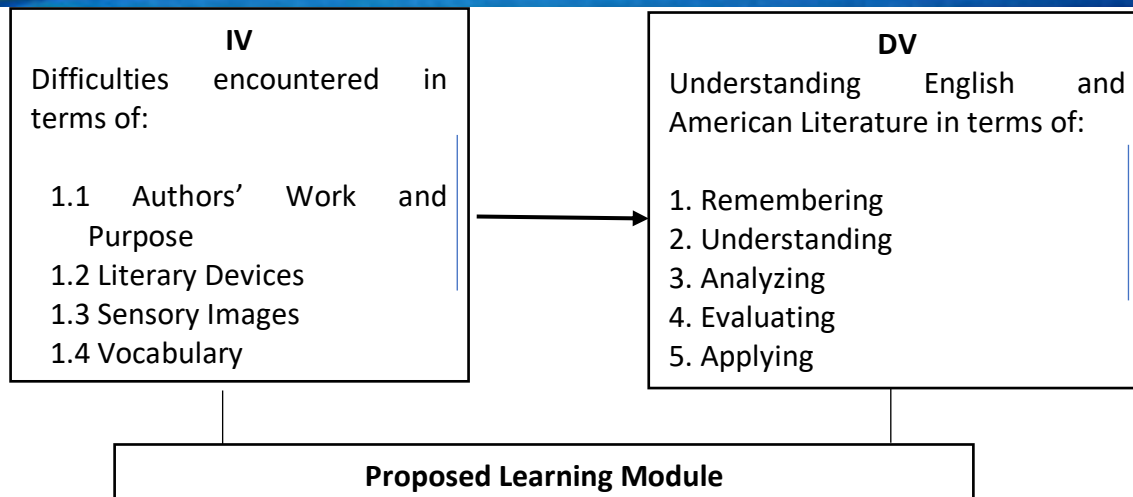 IV
Difficulties encountered in
terms of:
1.1 Authors’ Work and
Purpose
1.2 Literary Devices
1.3 Sensory Images
1.4 Vocabulary
DV
Understanding English and
American Literature in terms of:
1. Remembering
2. Understanding
3. Analyzing
4. Evaluating
5. Applying
Proposed Learning Module